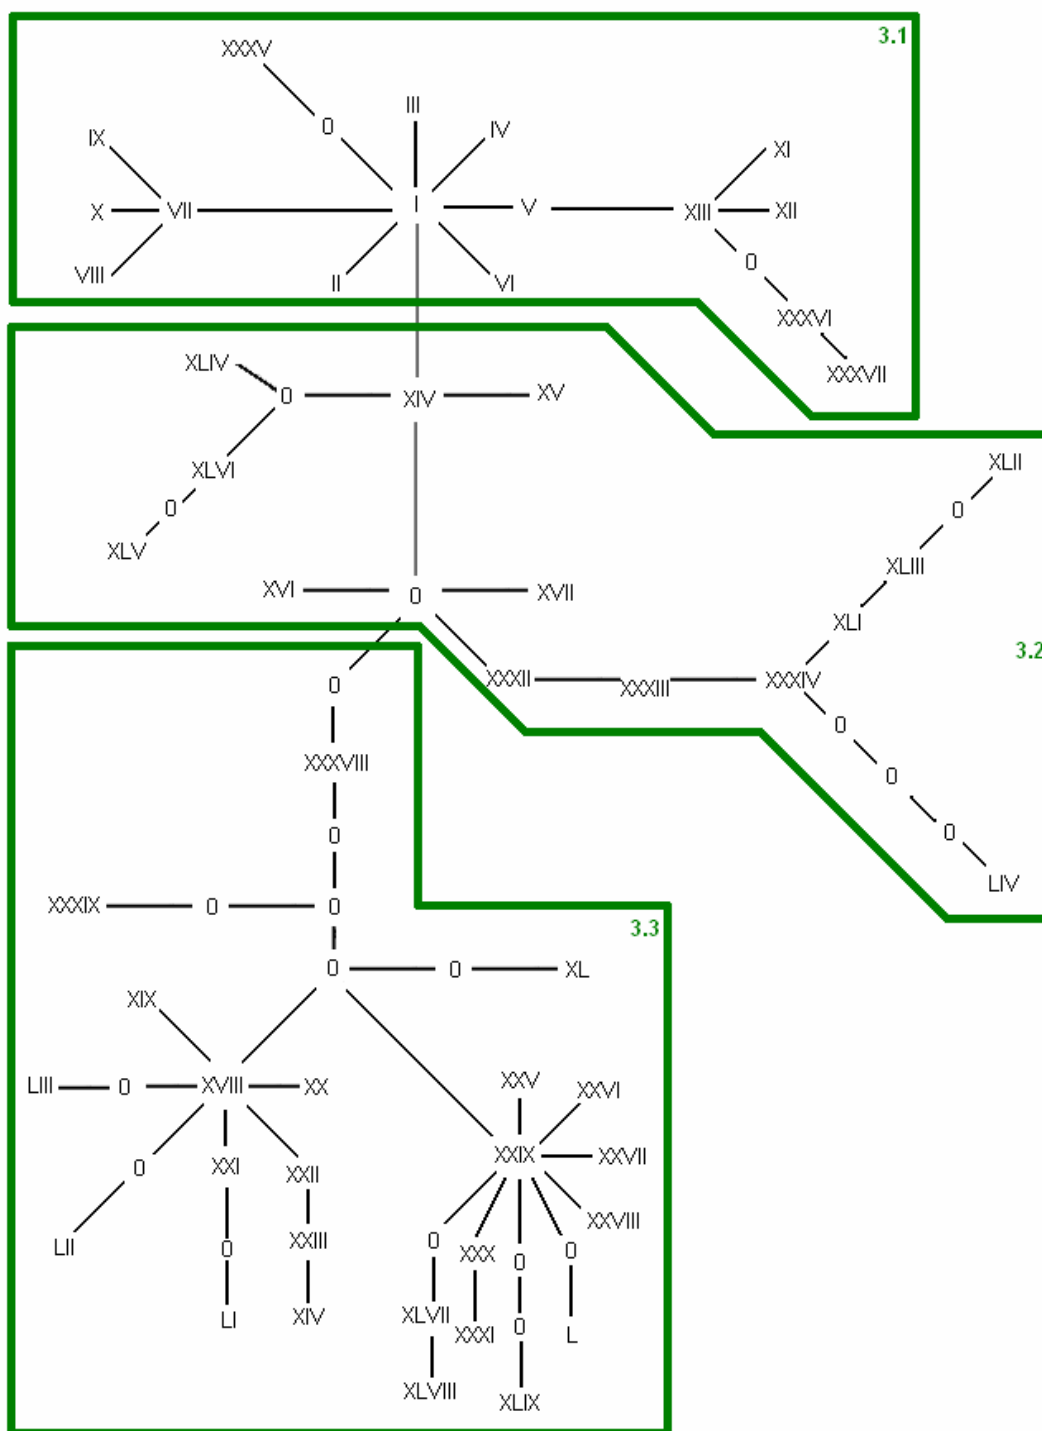 3.1
XXXV
III
0
IV
IX
XI
X VII I V XIII XII
VIII II VI
0
XXXVI
XXXVII
XLIV
0 XIV XV
XLVI
0
XLV
XLII
0
XLIII
XVI 0 XVII
XLI
3.2
0 XXXII XXXIII XXXIV
0
XXXVIII
0
0
0
LIV
XXXIX 0 0
3.3
0 0 XL
XIX
LIII 0 XVIII XX
XXV XXVI
XXIX XXVII
0 XXI XXII
XXVIII
LII 0 XXIII
0 XXX 0 0
LI XIV
XLVII XXXI 0 L
XLVIII XLIX